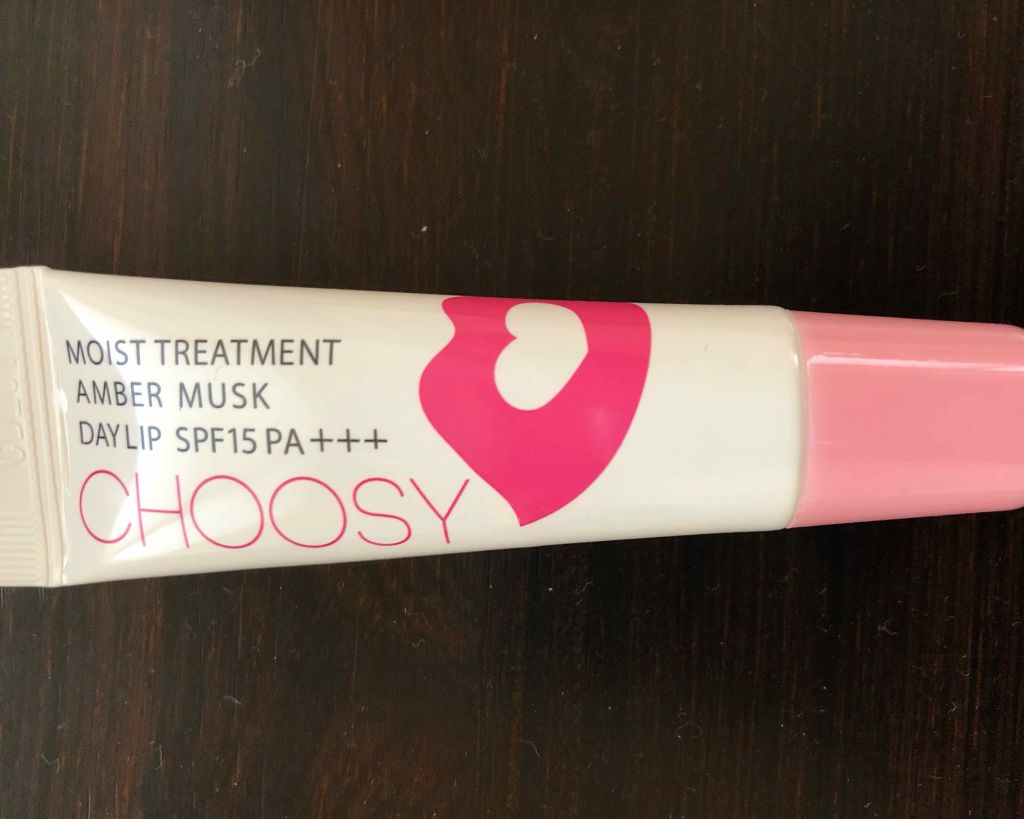 MOIST TREATMENT
AMBER MUSK
DAY LIP SPF15 PA+++
CHOOSY